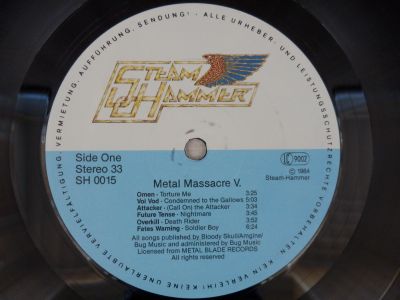 VERMIETUNG, AUFFÜHRUNG, SENDUNG! - ALLE URHEBER- UND LEISTUNGSSCHUTZRECHTE VORBEHALTEN · KEIN VERLEIH! KEINE UNERLAUBTE VERVIELFÄLTIGUNG,
STEAM
HAMMER
Side One
Stereo 33
SH 0015
Metal Massacre V.
LC 9002
℗ 1984
Steam-Hammer
Omen - Torture Me 3:25
Voi Vod - Condemned to the Gallows 5:03
Attacker - (Call On) the Attacker 3:34
Future Tense - Nightmare 3:45
Overkill - Death Rider 3:52
Fates Warning - Soldier Boy 6:24
All songs published by Bloody Skull/Amgine/
Bug Music and administered by Bug Music
Licensed from METAL BLADE RECORDS
All rights reserved.